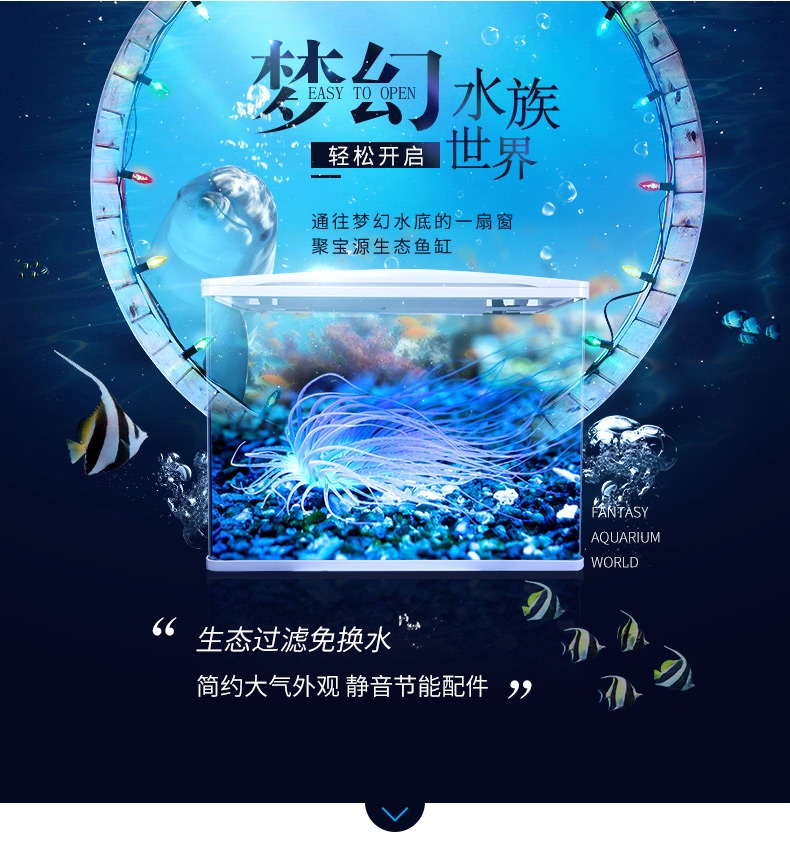 梦幻
EASY TO OPEN
水族
轻松开启
世界
通往梦幻水底的一扇窗
聚宝源生态鱼缸
FANTASY
AQUARIUM
WORLD
“ 生态过滤免换水
简约大气外观 静音节能配件 ”